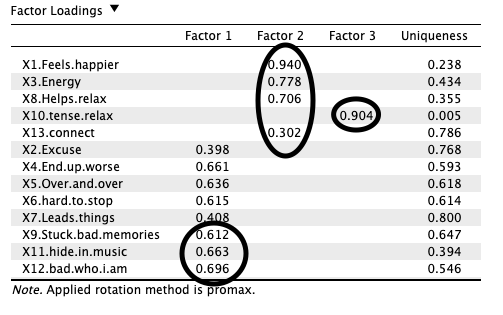 Factor Loadings ▼
Factor 1 Factor 2 Factor 3 Uniqueness
X1.Feels.happier 0.940 0.238
X3.Energy 0.778 0.434
X8.Helps.relax 0.706 0.355
X10.tense.relax 0.904 0.005
X13.connect 0.302 0.786
X2.Excuse 0.398 0.768
X4.End.up.worse 0.661 0.593
X5.Over.and.over 0.636 0.618
X6.hard.to.stop 0.615 0.614
X7.Leads.things 0.408 0.800
X9.Stuck.bad.memories 0.612 0.647
X11.hide.in.music 0.663 0.394
X12.bad.who.i.am 0.696 0.546
Note. Applied rotation method is promax.